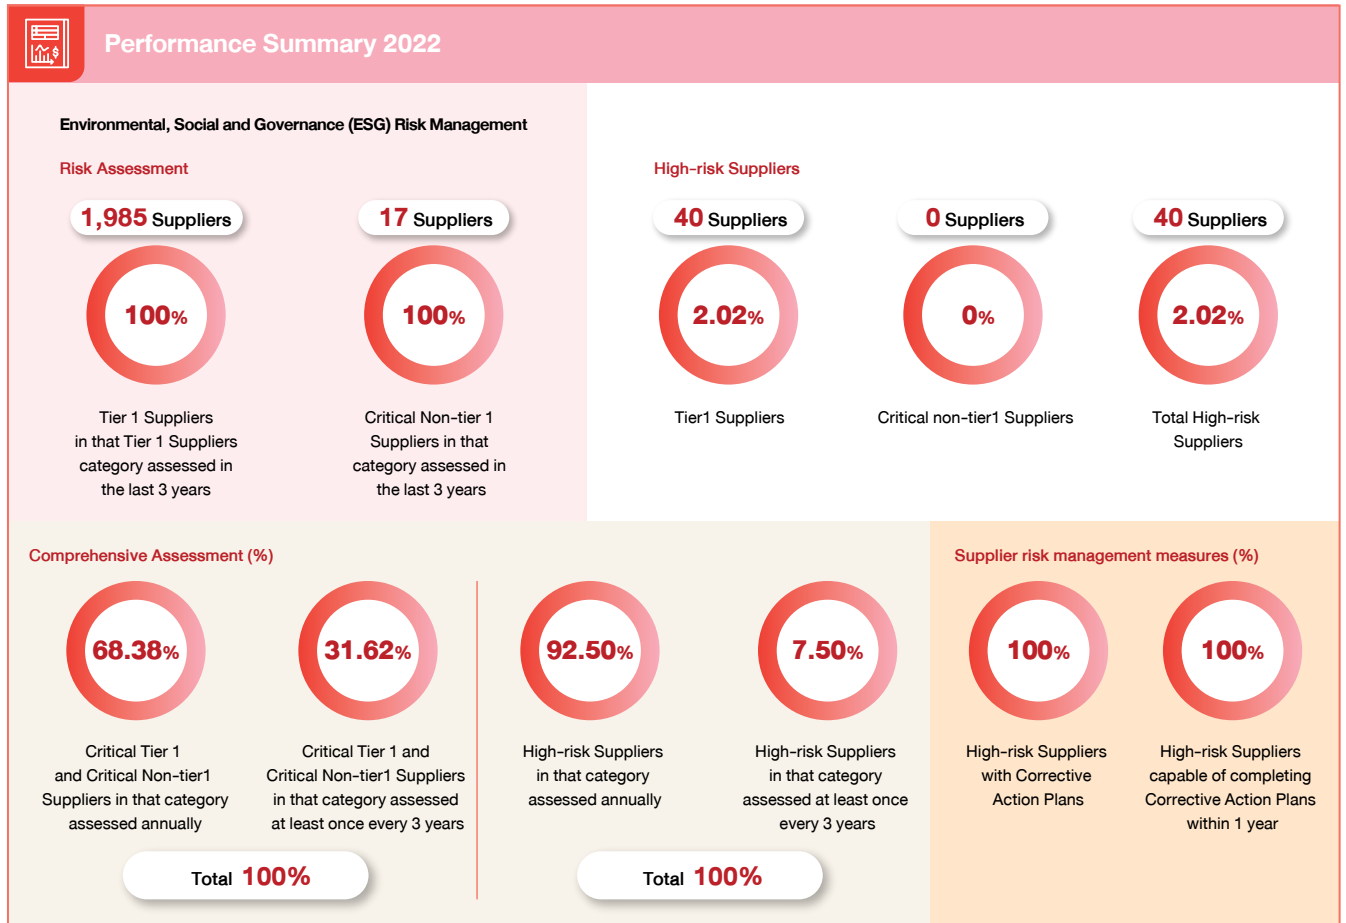 Performance Summary 2022
Environmental, Social and Governance (ESG) Risk Management
Risk Assessment
1,985 Suppliers
100%
Tier 1 Suppliers
in that Tier 1 Suppliers
category assessed in
the last 3 years
17 Suppliers
100%
Critical Non-tier 1
Suppliers in that
category assessed in
the last 3 years
High-risk Suppliers
40 Suppliers
2.02%
Tier1 Suppliers
0 Suppliers
0%
Critical non-tier1 Suppliers
40 Suppliers
2.02%
Total High-risk
Suppliers
Comprehensive Assessment (%)
68.38%
Critical Tier 1
and Critical Non-tier1
Suppliers in that category
assessed annually
31.62%
Critical Tier 1 and
Critical Non-tier1 Suppliers
in that category assessed
at least once every 3 years
Total 100%
92.50%
High-risk Suppliers
in that category
assessed annually
7.50%
High-risk Suppliers
in that category
assessed at least once
every 3 years
Total 100%
Supplier risk management measures (%)
100%
High-risk Suppliers
with Corrective
Action Plans
100%
High-risk Suppliers
capable of completing
Corrective Action Plans
within 1 year